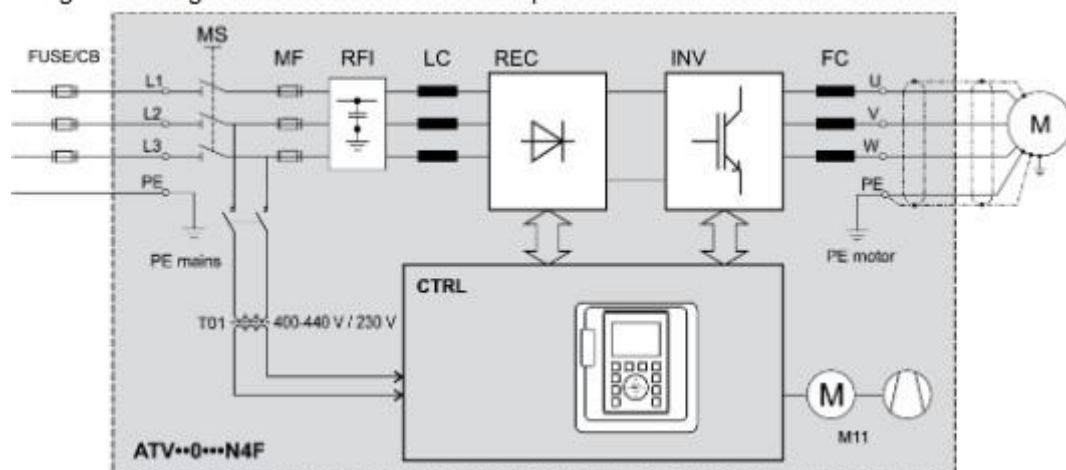 MS
FUSE/CB
MF
RFI
LC
REC
INV
FC
L1
L2
L3
PE
U
V
W
PE
M
PE mains
PE motor
CTRL
T01
400-440 V / 230 V
M
M11
ATV••0•••N4F